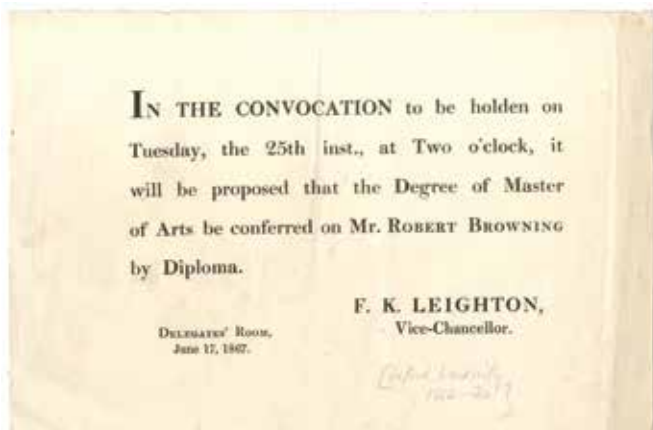 IN THE CONVOCATION to be holden on
Tuesday, the 25th inst., at Two o'clock, it
will be proposed that the Degree of Master
of Arts be conferred on Mr. ROBERT BROWNING
by Diploma.
F. K. LEIGHTON,
Vice-Chancellor.
DELEGATES' ROOM,
June 17, 1867.